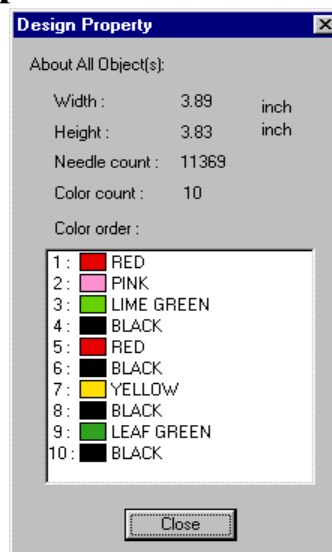 Design Property
About All Object(s):
Width : 3.89 inch
Height : 3.83 inch
Needle count : 11369
Color count : 10
Color order :
1 : RED
2 : PINK
3 : LIME GREEN
4 : BLACK
5 : RED
6 : BLACK
7 : YELLOW
8 : BLACK
9 : LEAF GREEN
10 : BLACK
Close